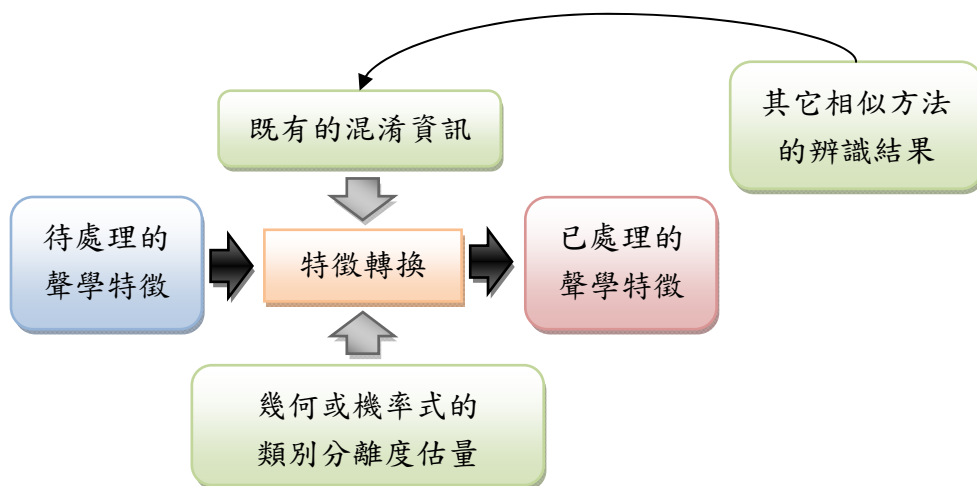 既有的混淆資訊
其它相似方法
的辨識結果
待處理的
聲學特徵
特徵轉換
已處理的
聲學特徵
幾何或機率式的
類別分離度估量